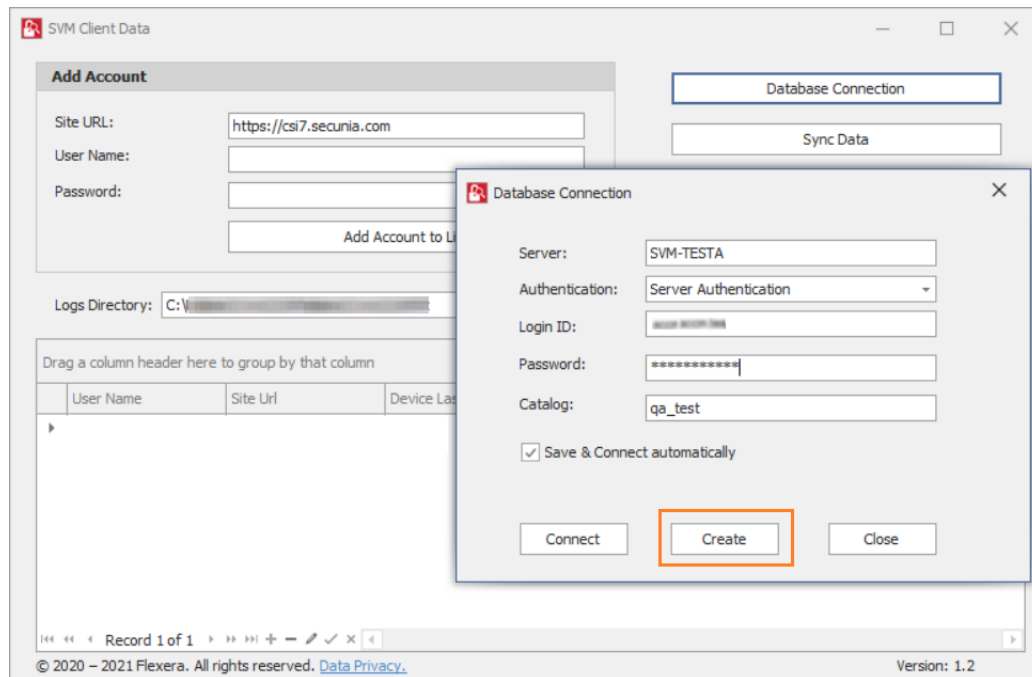 SVM Client Data
Add Account
Database Connection
Site URL:
https://csi7.secunia.com
Sync Data
User Name:
Password:
Add Account to
Logs Directory:
C:\
Drag a column header here to group by that column
User Name
Site Url
Device
Database Connection
Server:
SVM-TESTA
Authentication:
Server Authentication
Login ID:
Password:
***********
Catalog:
qa_test
Save & Connect automatically
Connect
Create
Close
Record 1 of 1
© 2020 – 2021 Flexera. All rights reserved. Data Privacy.
Version: 1.2